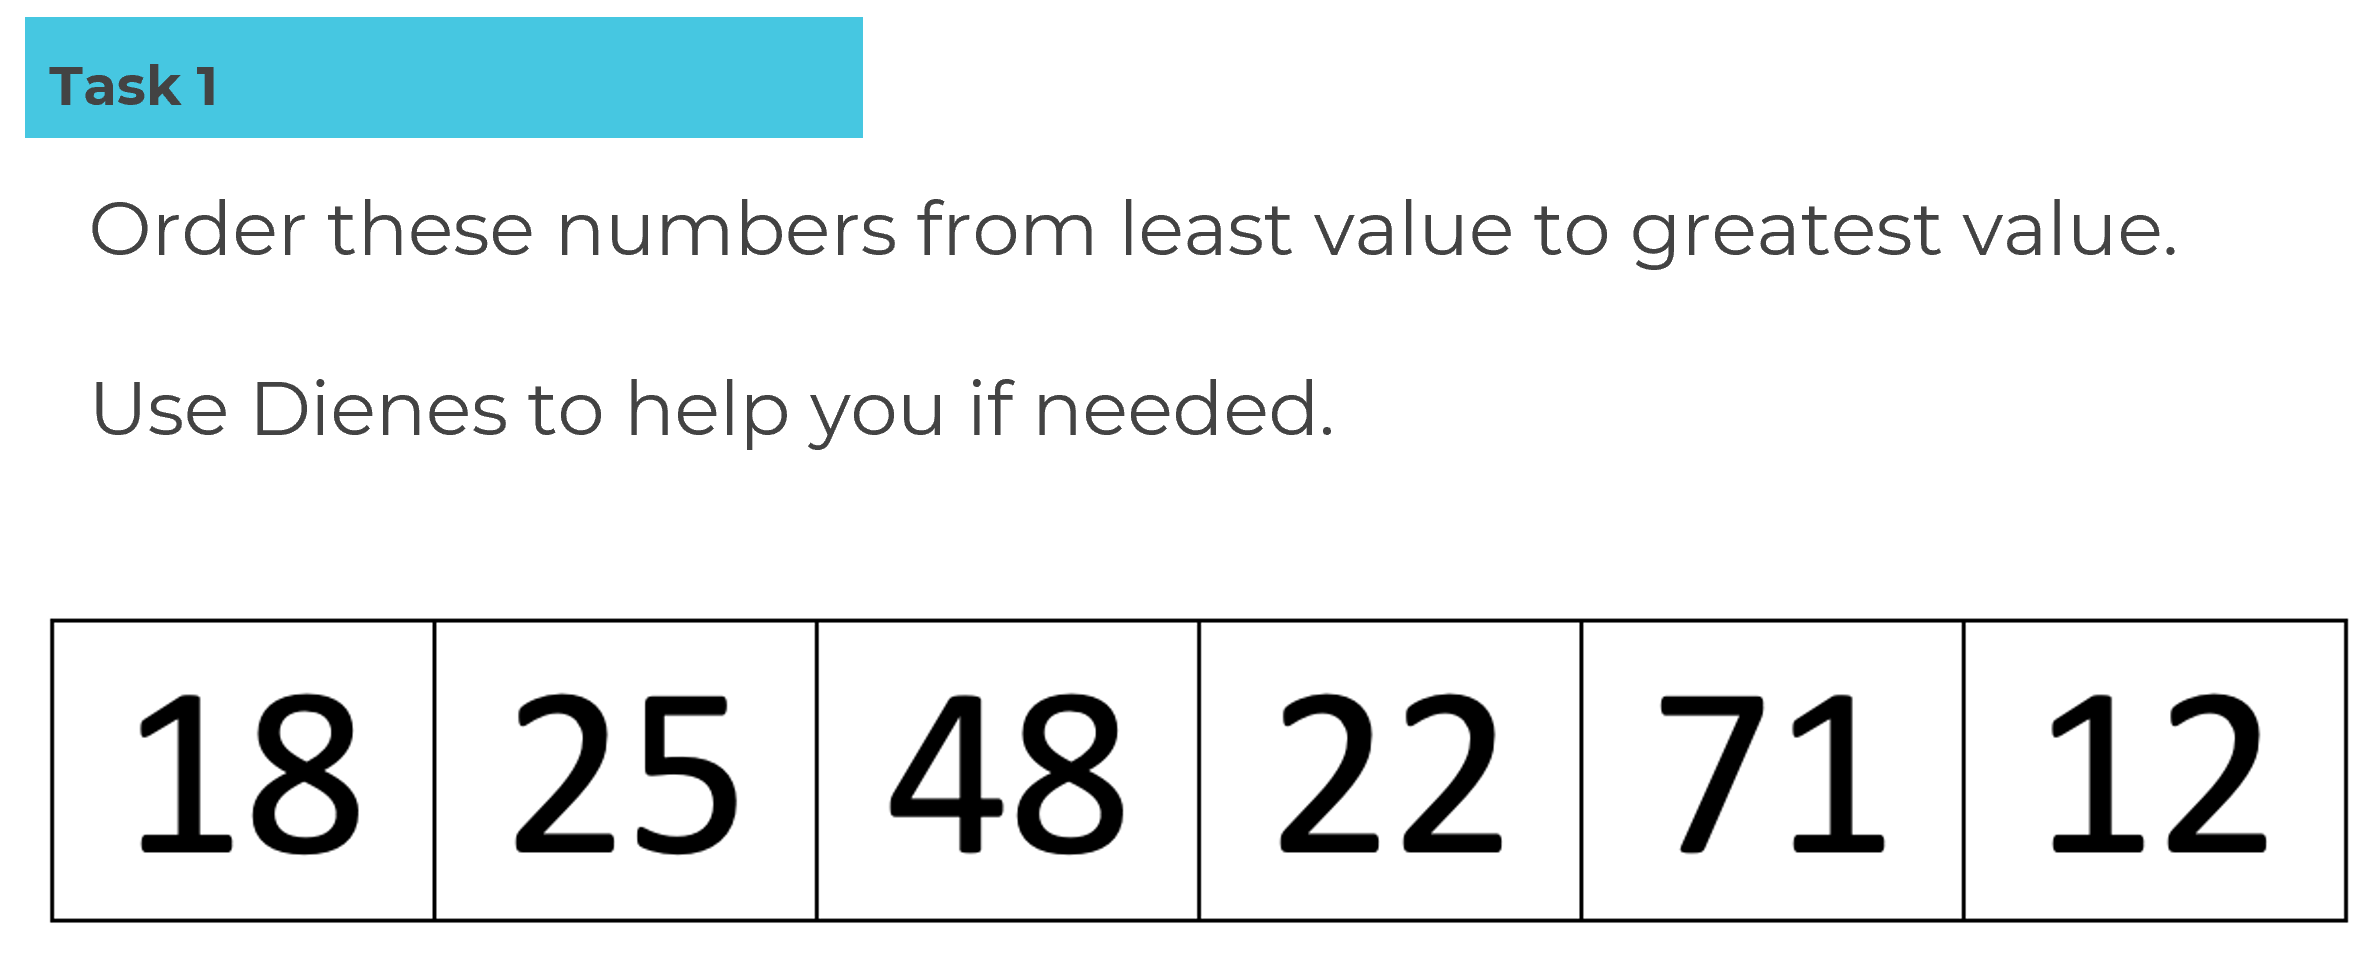 Task 1
Order these numbers from least value to greatest value.
Use Dienes to help you if needed.
18 25 48 22 71 12